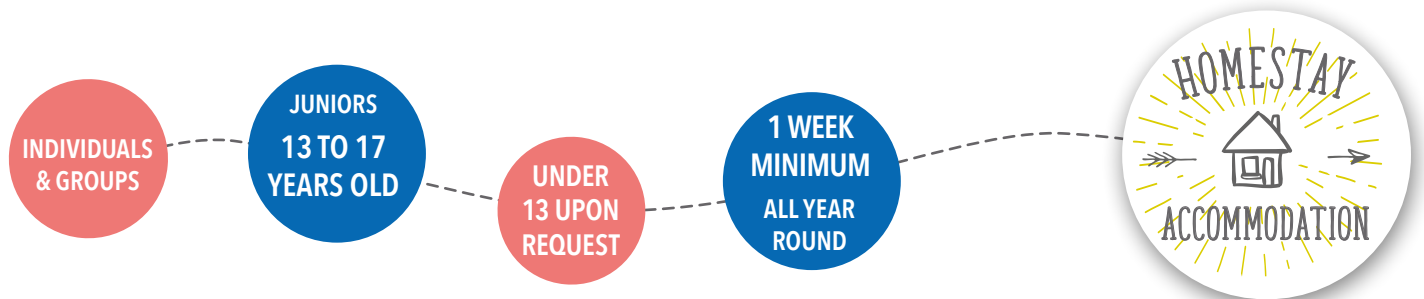 INDIVIDUALS
& GROUPS
JUNIORS
13 TO 17
YEARS OLD
UNDER
13 UPON
REQUEST
1 WEEK
MINIMUM
ALL YEAR
ROUND
HOMESTAY
ACCOMMODATION